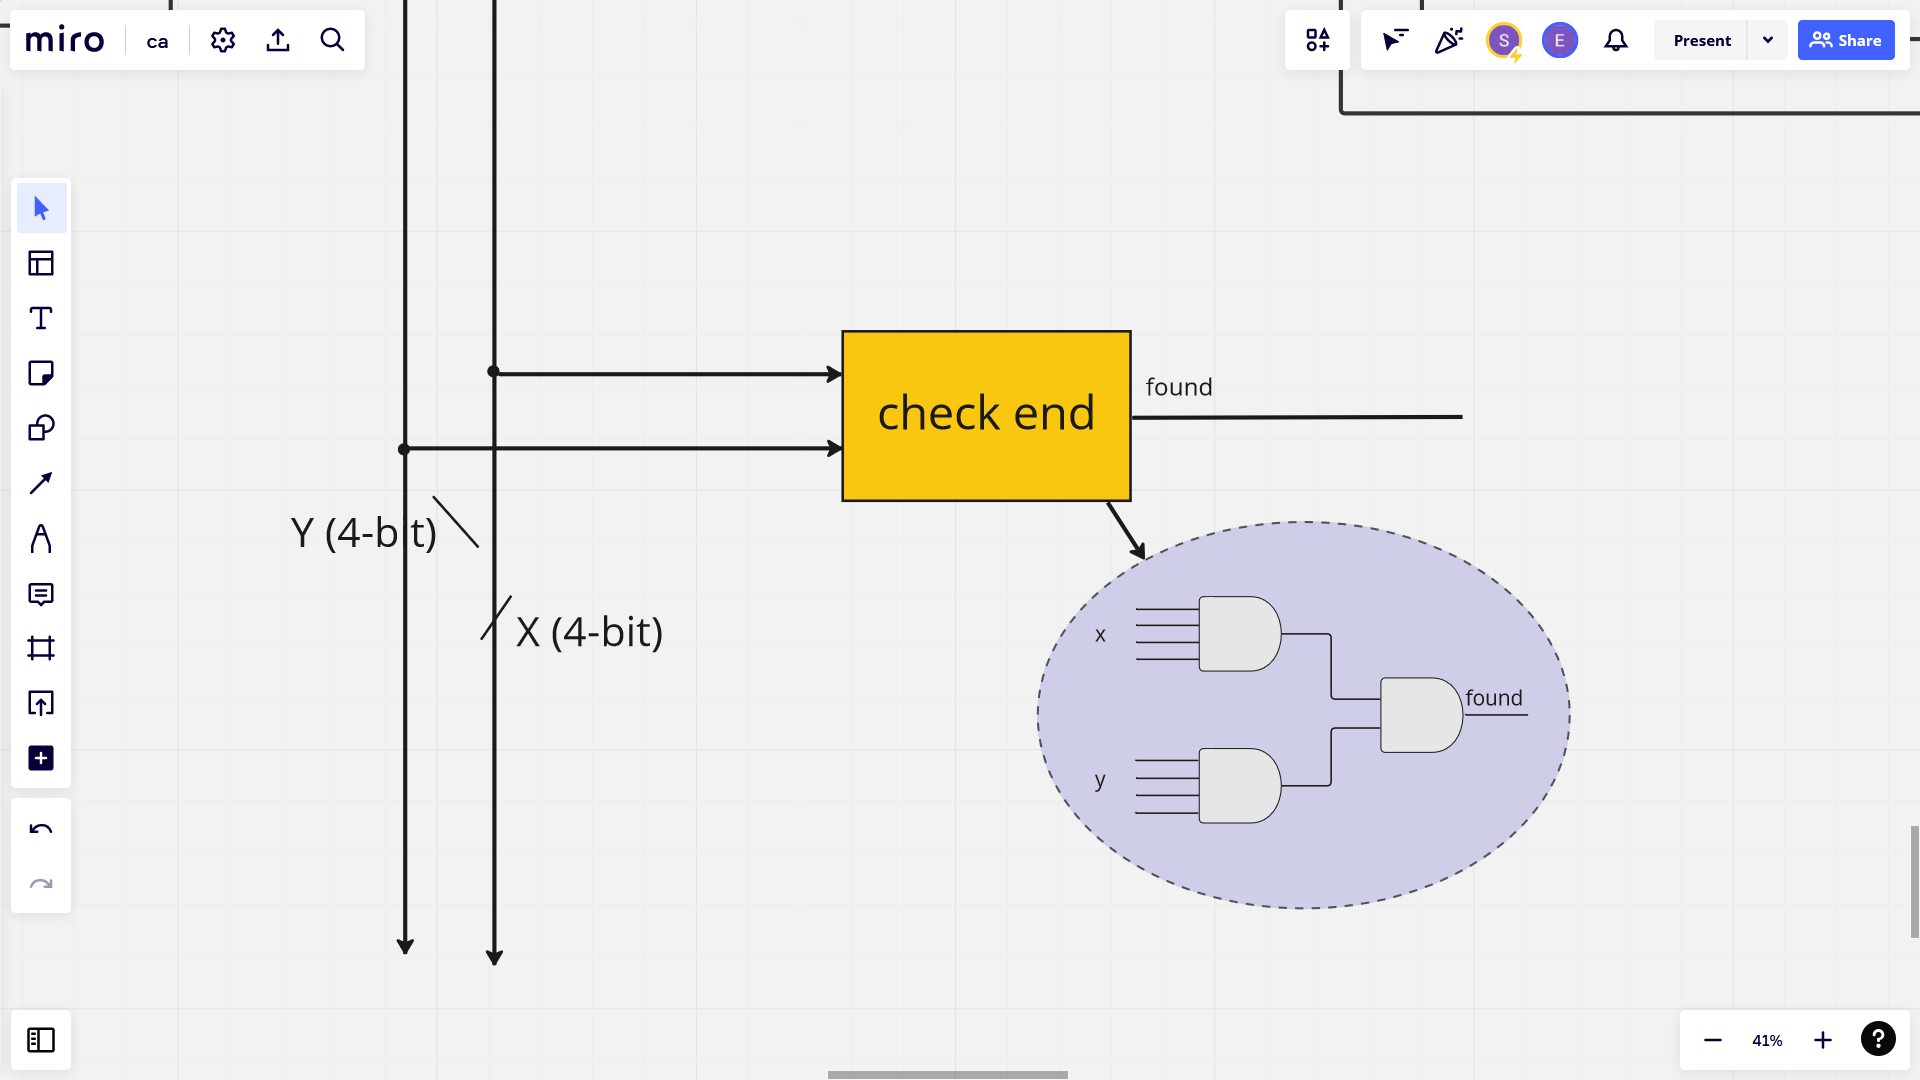 miro
ca
S
E
Present
Share
check end
found
Y (4-bit)
X (4-bit)
x
found
y
41%